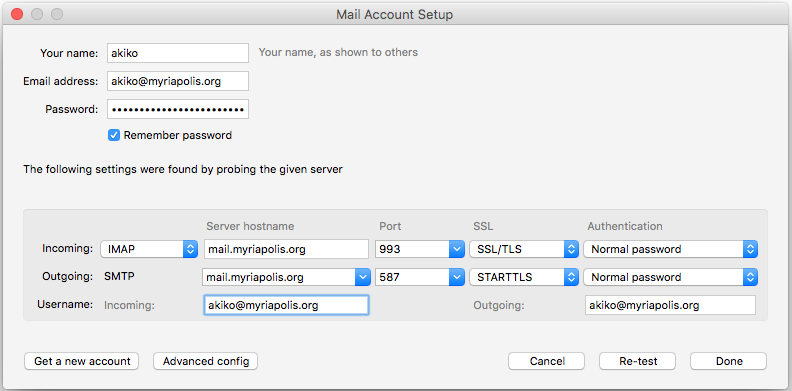 Mail Account Setup
Your name: akiko Your name, as shown to others
Email address: akiko@myriapolis.org
Password: ••••••••••••••••••••••••
Remember password
The following settings were found by probing the given server
Server hostname Port SSL Authentication
Incoming: IMAP mail.myriapolis.org 993 SSL/TLS Normal password
Outgoing: SMTP mail.myriapolis.org 587 STARTTLS Normal password
Username: Incoming: akiko@myriapolis.org Outgoing: akiko@myriapolis.org
Get a new account Advanced config Cancel Re-test Done